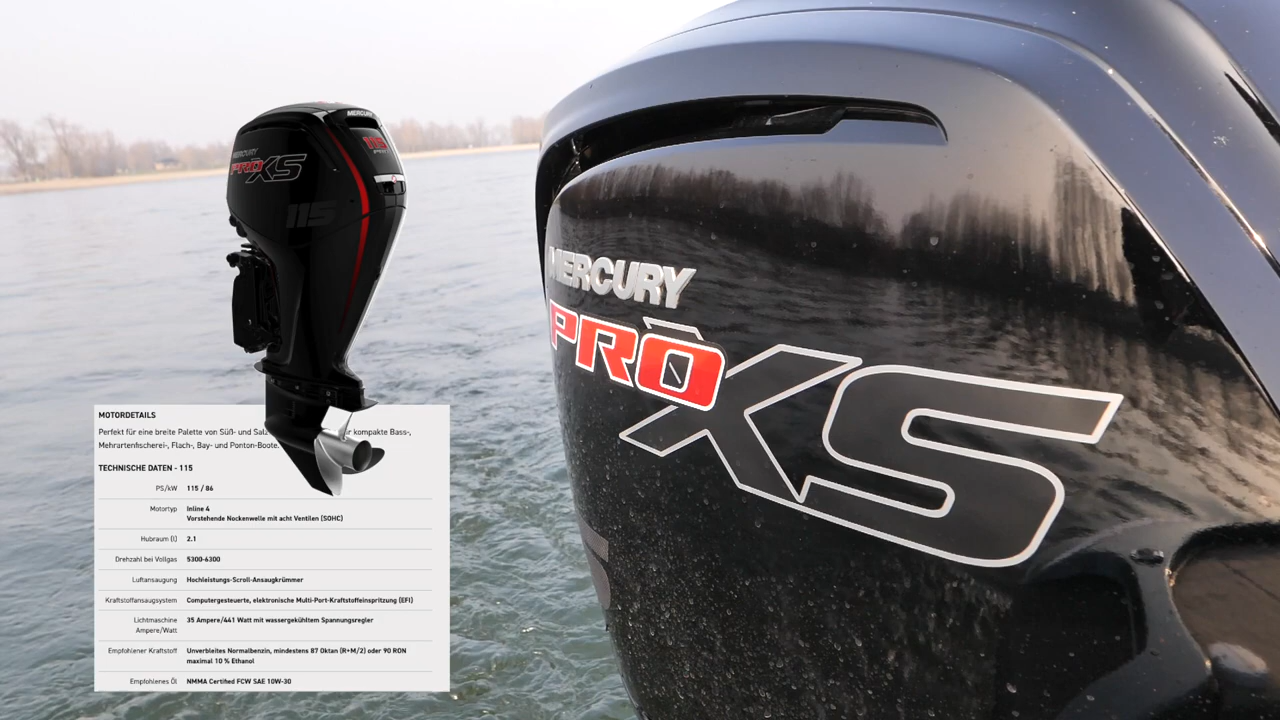 MERCURY
115
MERCURY
PRO XS
115
MERCURY
PRO XS
MOTORDETAILS
Perfekt für eine breite Palette von Süß- und kompakte Bass-,
Mehrartenfischerei-, Flach-, Bay- und Ponton-Boote.
TECHNISCHE DATEN - 115
PS/kW 115 / 86
Motortyp Inline 4
Vorstehende Nockenwelle mit acht Ventilen (SOHC)
Hubraum (l) 2.1
Drehzahl bei Vollgas 5300-6300
Luftansaugung Hochleistungs-Scroll-Ansaugkrümmer
Kraftstoffansaugsystem Computergesteuerte, elektronische Multi-Port-Kraftstoffeinspritzung (EFI)
Lichtmaschine 35 Ampere/441 Watt mit wassergekühltem Spannungsregler
Ampere/Watt
Empfohlener Kraftstoff Unverbleites Normalbenzin, mindestens 87 Oktan (R+M/2) oder 90 RON
maximal 10 % Ethanol
Empfohlenes Öl NMMA Certified FCW SAE 10W-30